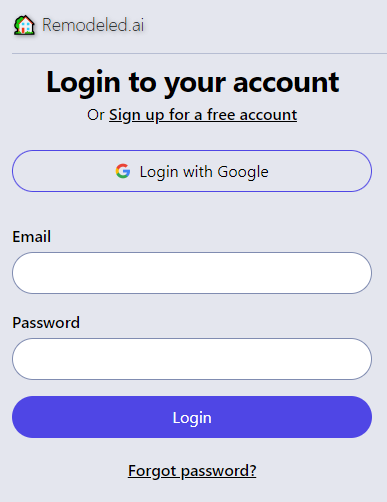 Remodeled.ai
Login to your account
Or Sign up for a free account
Login with Google
Email
Password
Login
Forgot password?